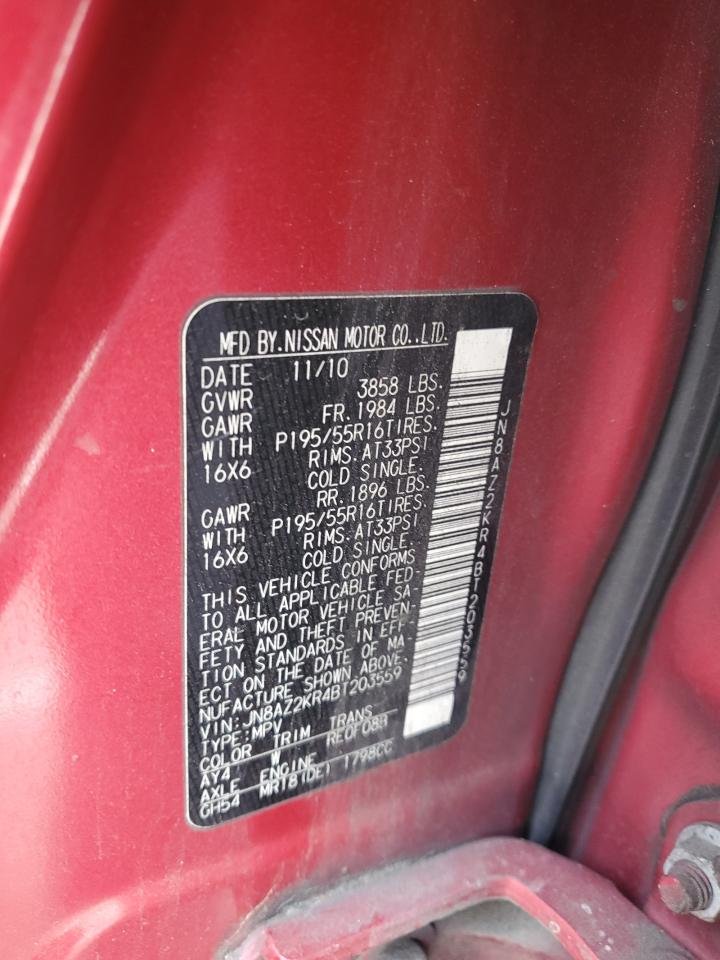 MFD BY.NISSAN MOTOR CO.,LTD.
DATE 11/10
GVWR 3858 LBS.
GAWR FR. 1984 LBS.
WITH P195/55R16TIRES.
16X6 RIMS. AT33PSI
COLD SINGLE.
GAWR RR. 1896 LBS.
WITH P195/55R16TIRES.
16X6 RIMS. AT33PSI
COLD SINGLE.
THIS VEHICLE CONFORMS
TO ALL APPLICABLE FED-
ERAL MOTOR VEHICLE SA-
FETY AND THEFT PREVEN-
TION STANDARDS IN EFF-
ECT ON THE DATE OF MA-
NUFACTURE SHOWN ABOVE.
VIN:JN8AZ2KR4BT203559
TYPE:MPV
COLOR TRIM TRANS
AY4 W RE0F08B
AXLE ENGINE
GH54 MR18(DE) 1798CC
JN8AZ2KR4BT203559